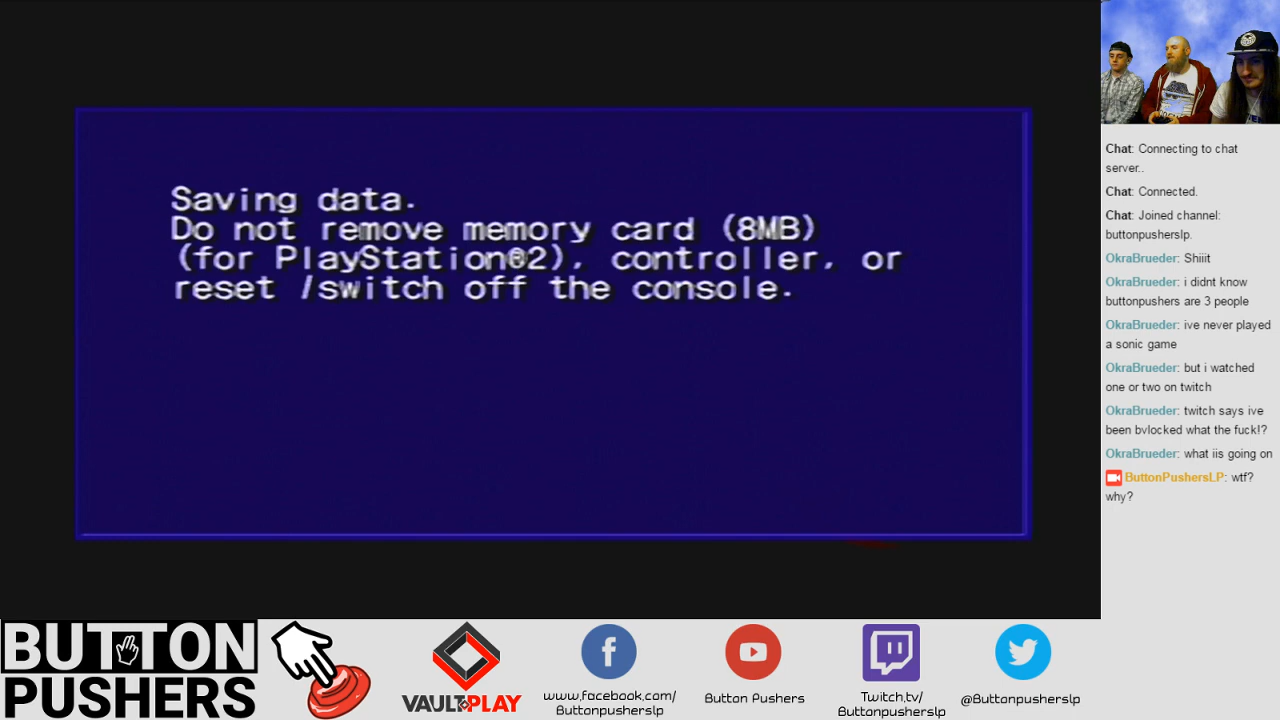 Saving data.
Do not remove memory card (8MB)
(for PlayStation®2), controller, or
reset /switch off the console.
Chat: Connecting to chat
server..
Chat: Connected.
Chat: Joined channel:
buttonpusherslp.
OkraBrueder: Shiiit
OkraBrueder: i didnt know
buttonpushers are 3 people
OkraBrueder: ive never played
a sonic game
OkraBrueder: but i watched
one or two on twitch
OkraBrueder: twitch says ive
been bvlocked what the fuck!?
OkraBrueder: what iis going on
ButtonPushersLP: wtf?
why?
BUTTON
PUSHERS
VAULTPLAY
www.facebook.com/
Buttonpusherslp
Button Pushers
Twitch.tv/
Buttonpusherslp
@Buttonpusherslp